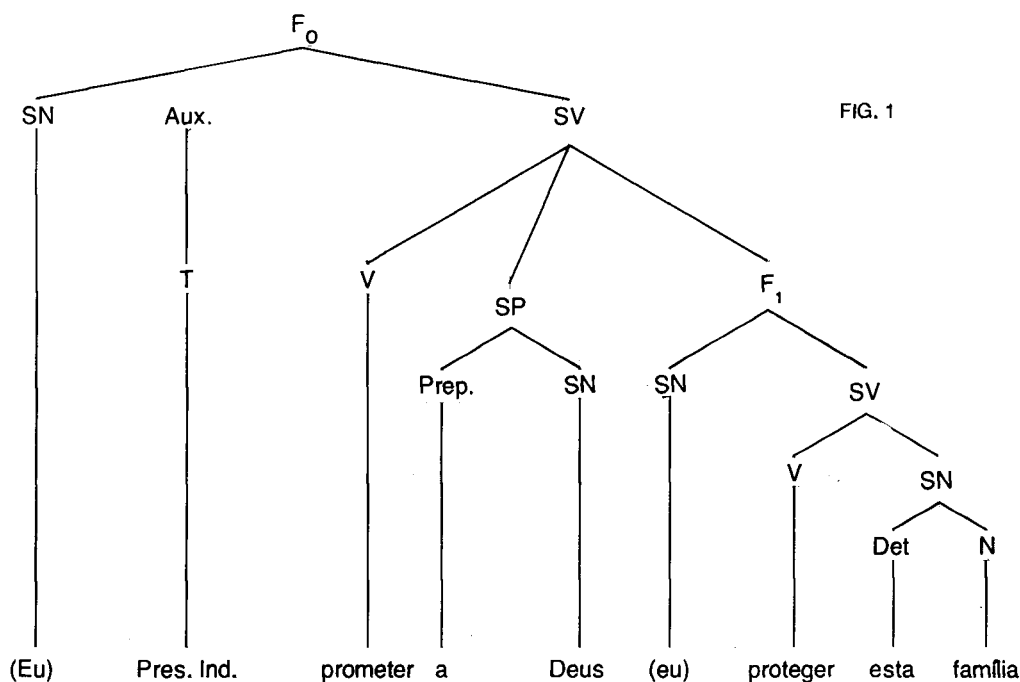 F₀
SN Aux. SV FIG. 1
T V SP F₁
Prep. SN SN SV
V SN
Det N
(Eu) Pres. Ind. prometer a Deus (eu) proteger esta família